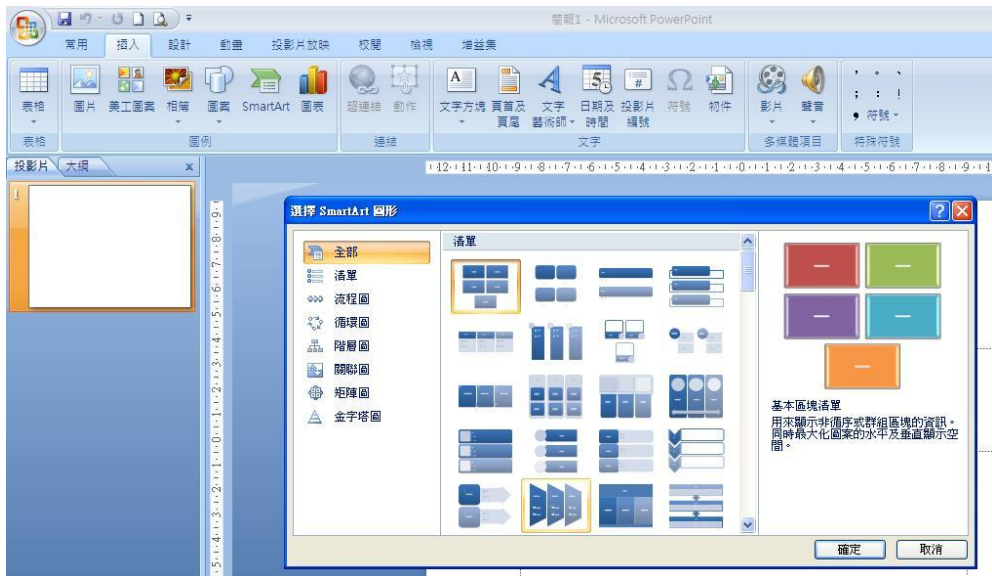 簡報1 - Microsoft PowerPoint
常用 插入 設計 動畫 投影片放映 校閱 檢視 增益集
表格 圖片 美工圖案 相簿 圖案 SmartArt 圖表 超連結 動作 文字方塊 頁首及頁尾 文字藝術師 日期及時間 投影片編號 符號 物件 影片 聲音 符號
表格 圖例 連結 文字 多媒體項目 特殊符號
投影片 大綱 x
1
選擇 SmartArt 圖形
全部
清單
流程圖
循環圖
階層圖
關聯圖
矩陣圖
金字塔圖
清單
基本區塊清單
用來顯示非循序或群組區塊的資訊。
同時最大化圖案的水平及垂直顯示空
間。
確定 取消